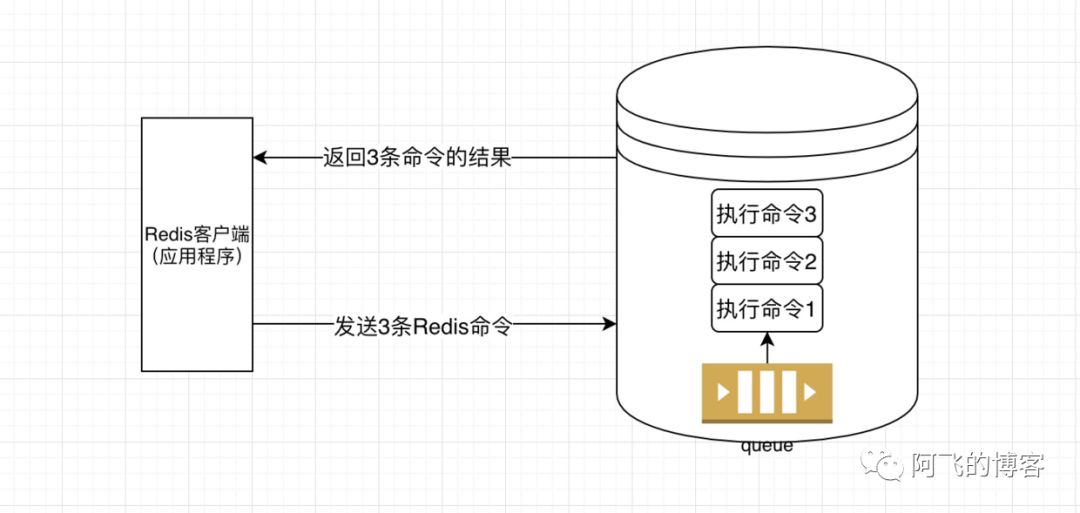 返回3条命令的结果
Redis客户端
（应用程序）
发送3条Redis命令
执行命令3
执行命令2
执行命令1
queue
阿飞的博客